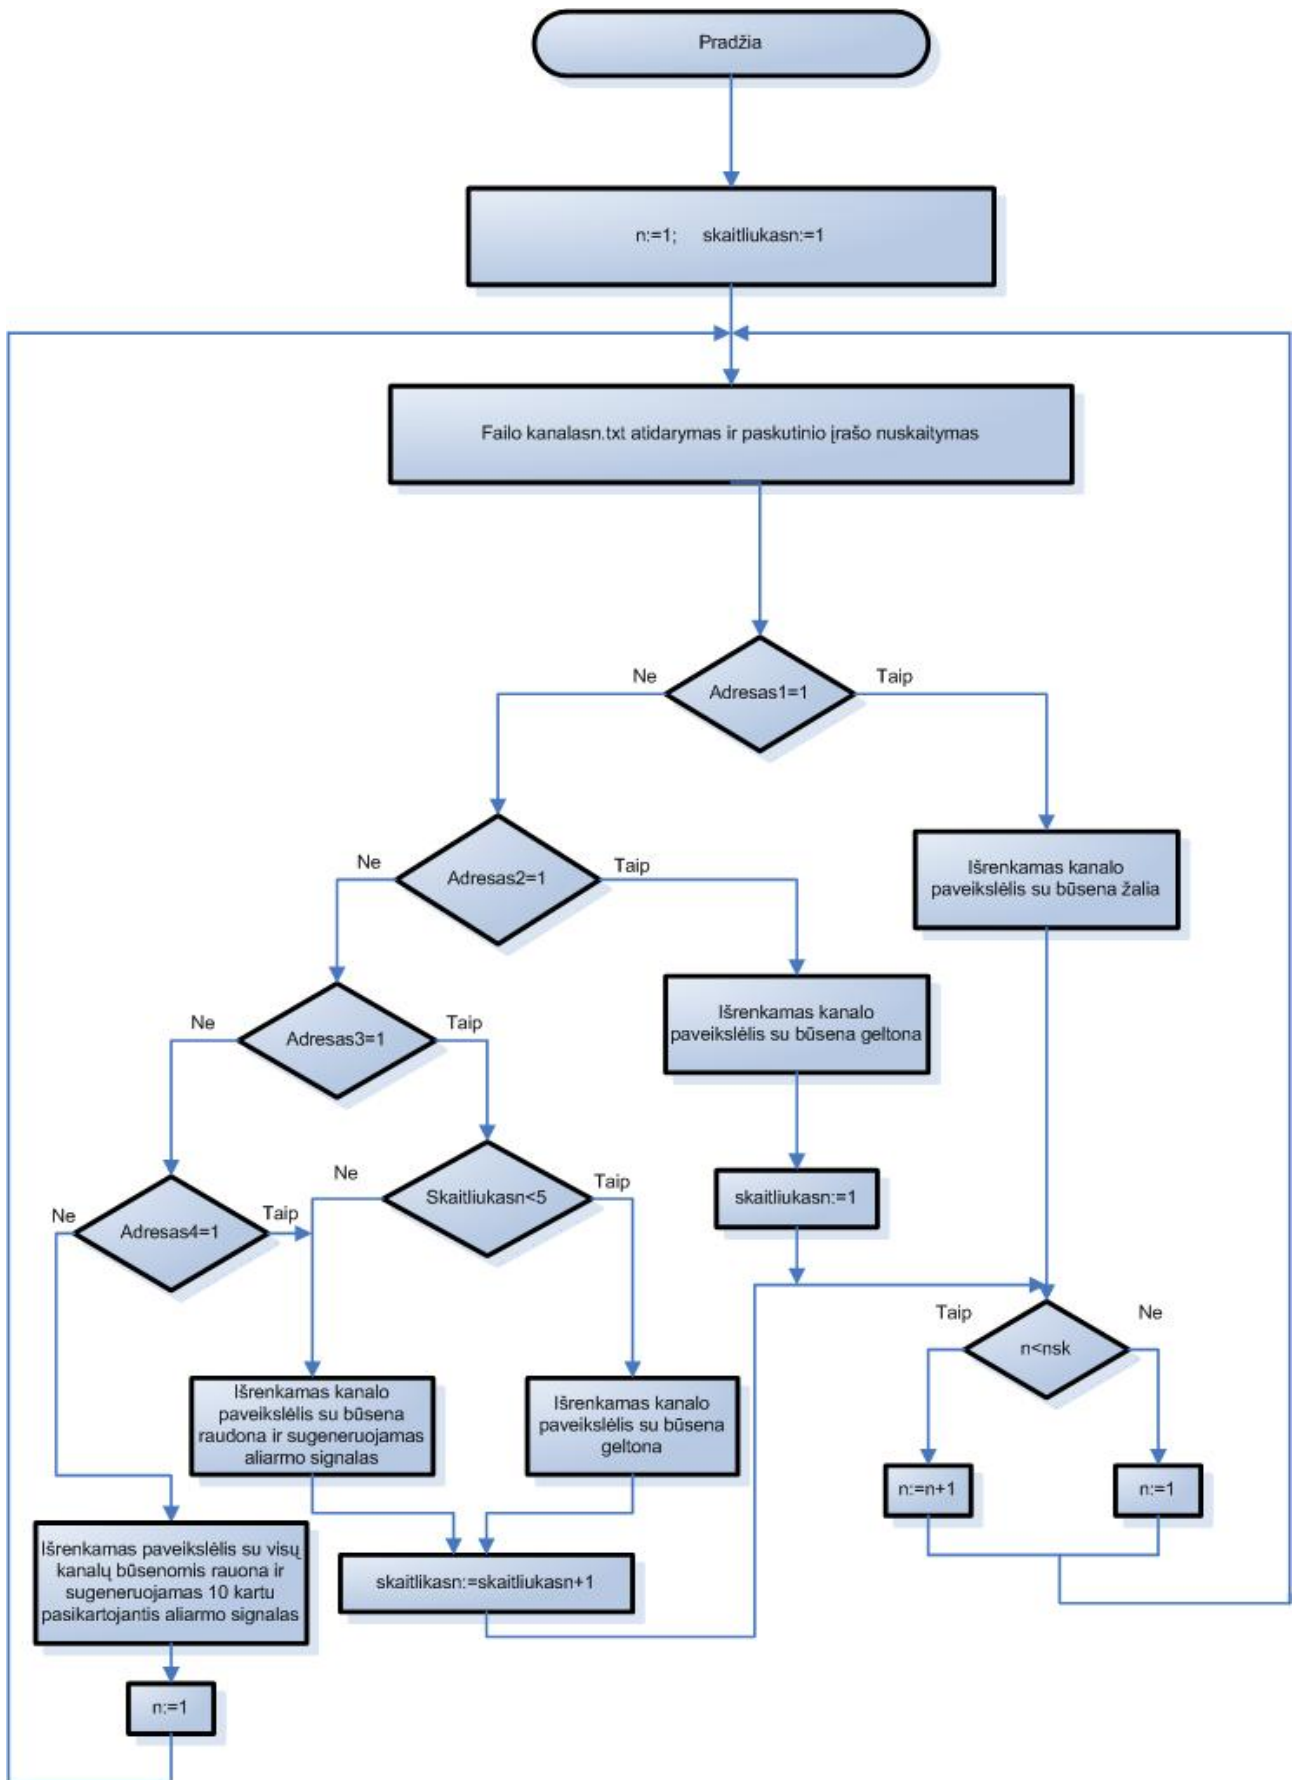 Pradžia
n:=1; skaitliukasn:=1
Failo kanalasn.txt atidarymas ir paskutinio įrašo nuskaitymas
Ne
Adresas1=1
Taip
Ne
Adresas2=1
Taip
Išrenkamas kanalo
paveikslėlis su būsena žalia
Ne
Adresas3=1
Taip
Išrenkamas kanalo
paveikslėlis su būsena geltona
Ne
Adresas4=1
Taip
Ne
Skaitliukasn<5
Taip
skaitliukasn:=1
Taip
n<nsk
Ne
Išrenkamas kanalo
paveikslėlis su būsena
raudona ir sugeneruojamas
aliarmo signalas
Išrenkamas kanalo
paveikslėlis su būsena
geltona
n:=n+1
n:=1
Išrenkamas paveikslėlis su visų
kanalų būsenomis rauona ir
sugeneruojamas 10 kartu
pasikartojantis aliarmo signalas
skaitlikasn:=skaitliukasn+1
n:=1